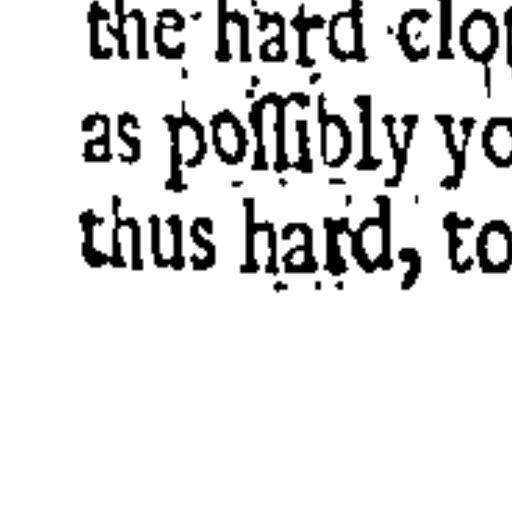 the hard clo
as poſſibly yo
thus hard, to